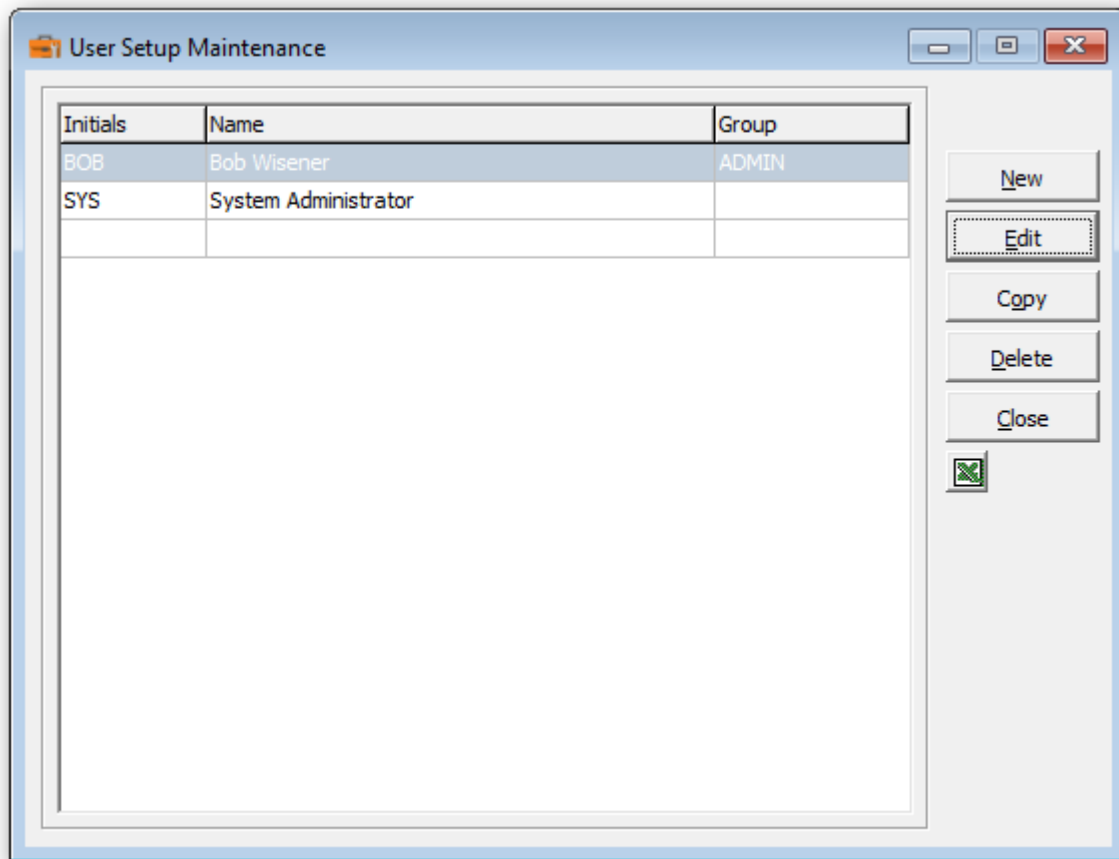 User Setup Maintenance
Initials Name Group
BOB Bob Wisener ADMIN
SYS System Administrator
New
Edit
Copy
Delete
Close